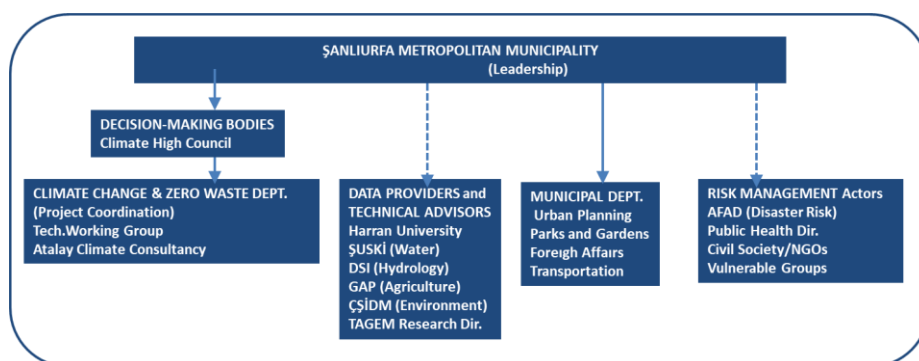 ŞANLIURFA METROPOLITAN MUNICIPALITY
(Leadership)
DECISION-MAKING BODIES
Climate High Council
CLIMATE CHANGE & ZERO WASTE DEPT.
(Project Coordination)
Tech.Working Group
Atalay Climate Consultancy
DATA PROVIDERS and
TECHNICAL ADVISORS
Harran University
ŞUSKİ (Water)
DSI (Hydrology)
GAP (Agriculture)
ÇŞİDM (Environment)
TAGEM Research Dir.
MUNICIPAL DEPT.
Urban Planning
Parks and Gardens
Foreıgh Affaırs
Transportation
RISK MANAGEMENT Actors
AFAD (Disaster Risk)
Public Health Dir.
Civil Society/NGOs
Vulnerable Groups